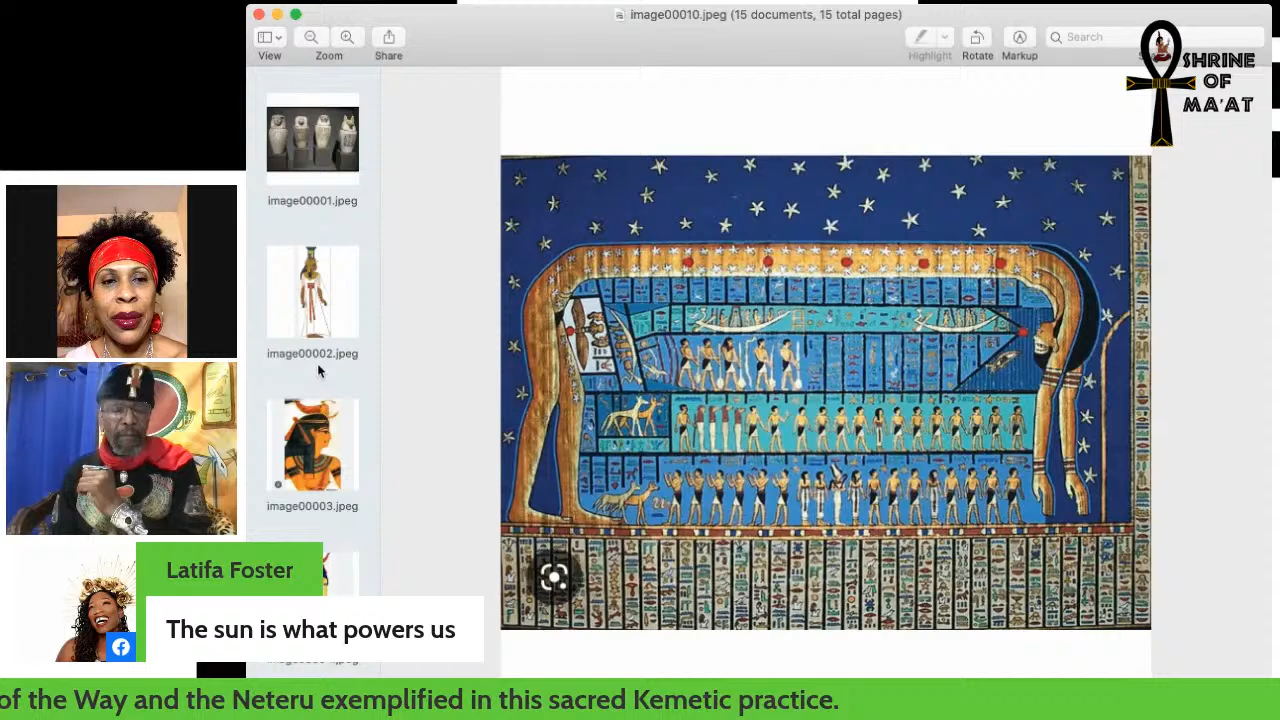 image00010.jpeg (15 documents, 15 total pages)
View
Zoom
Share
Highlight
Rotate
Markup
Search
SHRINE
OF
MA'AT
image00001.jpeg
image00002.jpeg
image00003.jpeg
Latifa Foster
The sun is what powers us
of the Way and the Neteru exemplified in this sacred Kemetic practice.